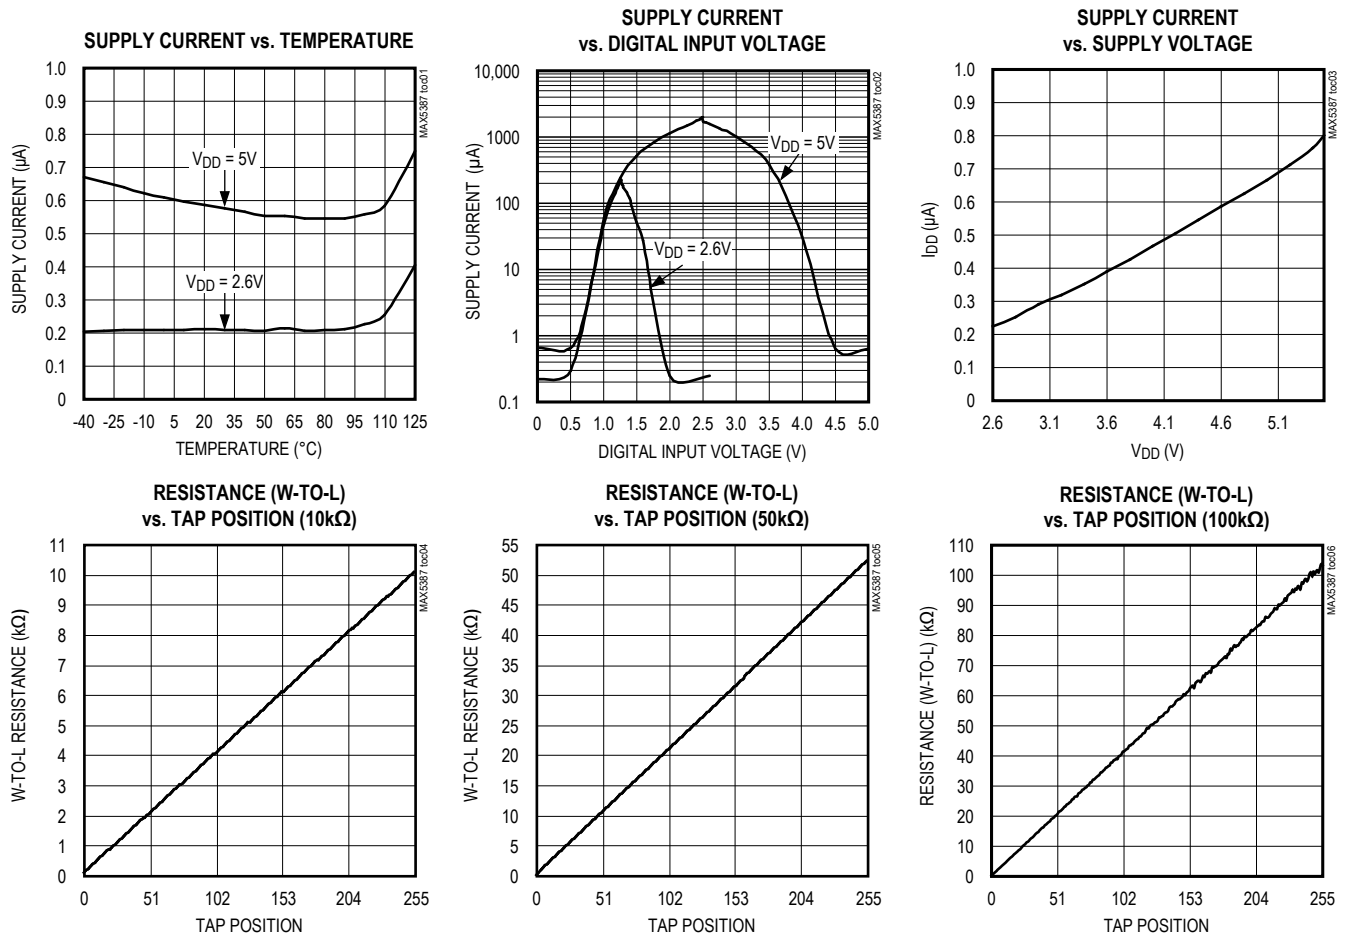 SUPPLY CURRENT vs. TEMPERATURE
MAX5387 toc01
SUPPLY CURRENT (µA)
1.0
0.9
0.8
0.7
0.6
0.5
0.4
0.3
0.2
0.1
0
VDD = 5V
VDD = 2.6V
-40 -25 -10 5 20 35 50 65 80 95 110 125
TEMPERATURE (°C)
SUPPLY CURRENT
vs. DIGITAL INPUT VOLTAGE
MAX5387 toc02
SUPPLY CURRENT (µA)
10,000
1000
100
10
1
0.1
VDD = 5V
VDD = 2.6V
0 0.5 1.0 1.5 2.0 2.5 3.0 3.5 4.0 4.5 5.0
DIGITAL INPUT VOLTAGE (V)
SUPPLY CURRENT
vs. SUPPLY VOLTAGE
MAX5387 toc03
IDD (µA)
1.0
0.9
0.8
0.7
0.6
0.5
0.4
0.3
0.2
0.1
0
2.6 3.1 3.6 4.1 4.6 5.1
VDD (V)
RESISTANCE (W-TO-L)
vs. TAP POSITION (10kΩ)
MAX5387 toc04
W-TO-L RESISTANCE (kΩ)
11
10
9
8
7
6
5
4
3
2
1
0
0 51 102 153 204 255
TAP POSITION
RESISTANCE (W-TO-L)
vs. TAP POSITION (50kΩ)
MAX5387 toc05
W-TO-L RESISTANCE (kΩ)
55
50
45
40
35
30
25
20
15
10
5
0
0 51 102 153 204 255
TAP POSITION
RESISTANCE (W-TO-L)
vs. TAP POSITION (100kΩ)
MAX5387 toc06
RESISTANCE (W-TO-L) (kΩ)
110
100
90
80
70
60
50
40
30
20
10
0
0 51 102 153 204 255
TAP POSITION